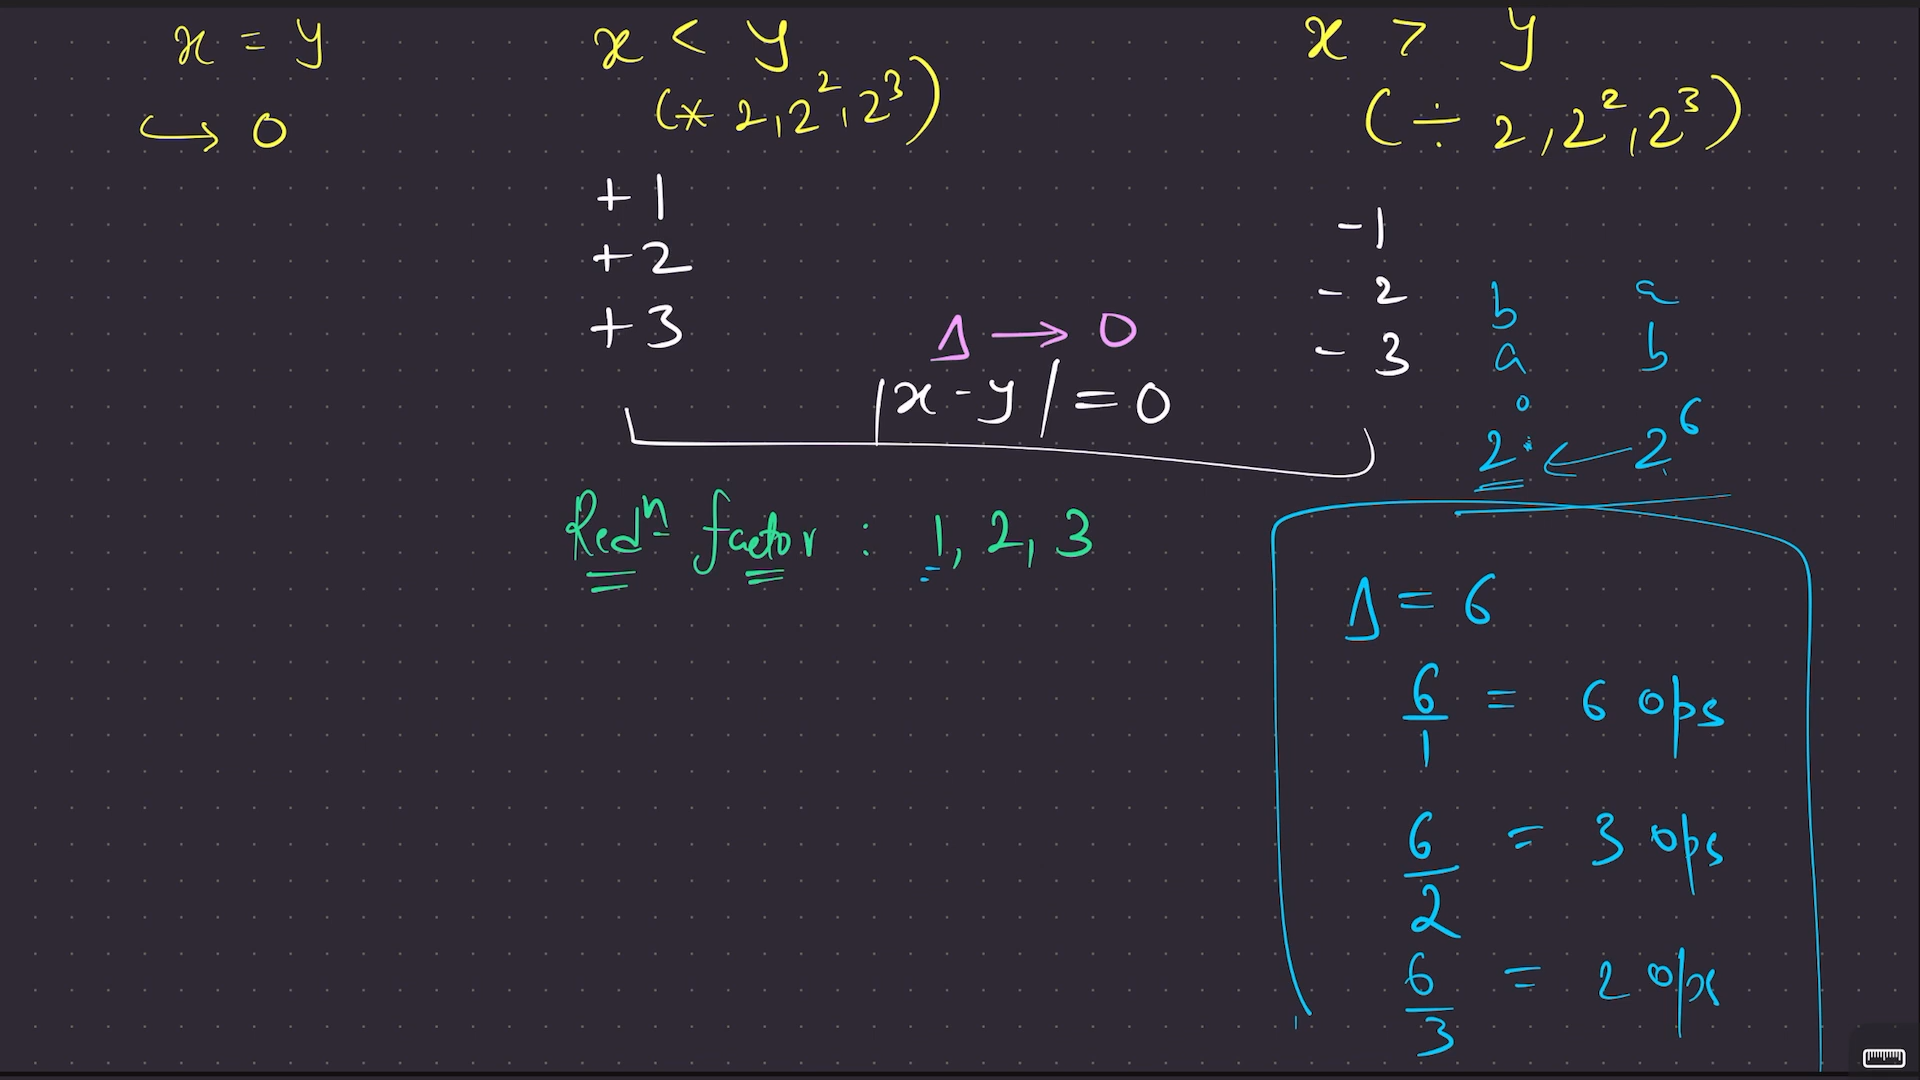 x = y
↪ 0
x < y
(* 2, 2², 2³)
+ 1
+ 2
+ 3
x > y
(÷ 2, 2², 2³)
- 1
- 2
- 3
b a
a b
2⁰ ← 2⁶
Δ → 0
|x - y| = 0
Redⁿ factor : 1, 2, 3
Δ = 6
6/1 = 6 ops
6/2 = 3 ops
6/3 = 2 ops